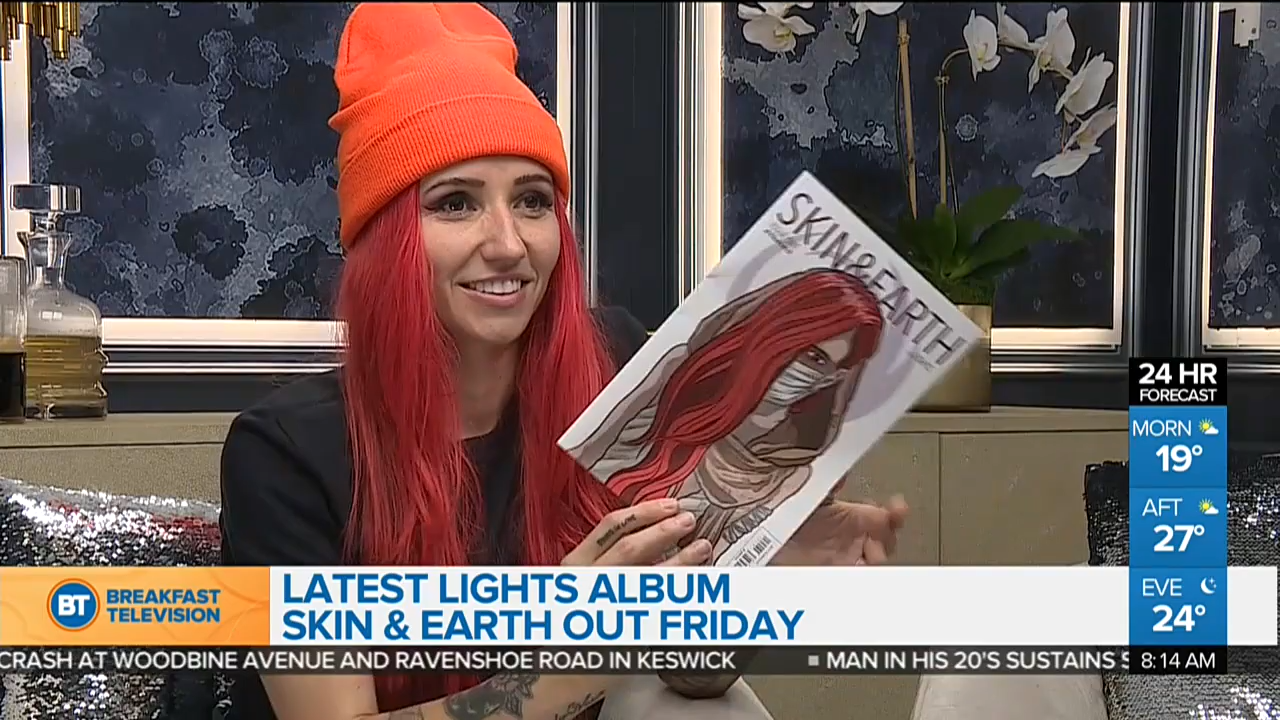 SKIN&EARTH
24 HR
FORECAST
MORN
19°
AFT
27°
EVE
24°
BT BREAKFAST
TELEVISION
LATEST LIGHTS ALBUM
SKIN & EARTH OUT FRIDAY
CRASH AT WOODBINE AVENUE AND RAVENSHOE ROAD IN KESWICK ■ MAN IN HIS 20'S SUSTAINS S
8:14 AM